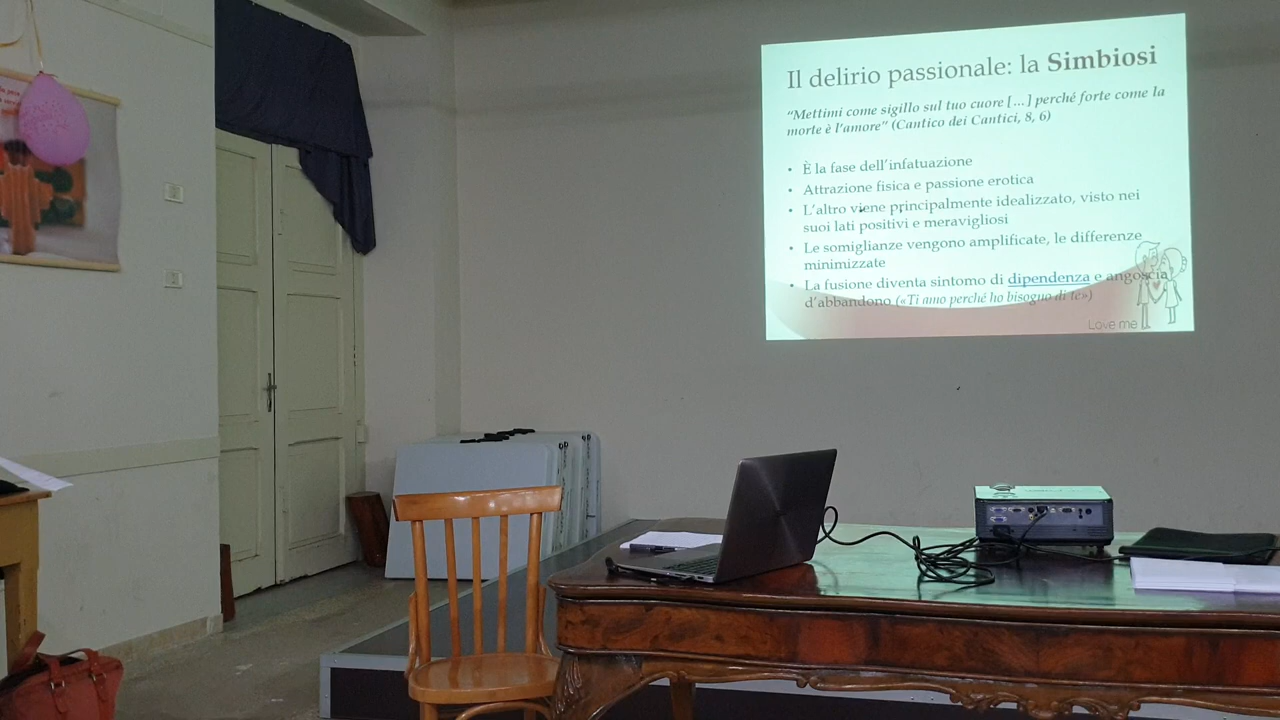 Il delirio passionale: la Simbiosi
“Mettimi come sigillo sul tuo cuore […] perché forte come la
morte è l’amore” (Cantico dei Cantici, 8, 6)
• È la fase dell’infatuazione
• Attrazione fisica e passione erotica
• L’altro viene principalmente idealizzato, visto nei
suoi lati positivi e meravigliosi
• Le somiglianze vengono amplificate, le differenze
minimizzate
• La fusione diventa sintomo di dipendenza e angoscia
d’abbandono («Ti amo perché ho bisogno di te»)
Love me